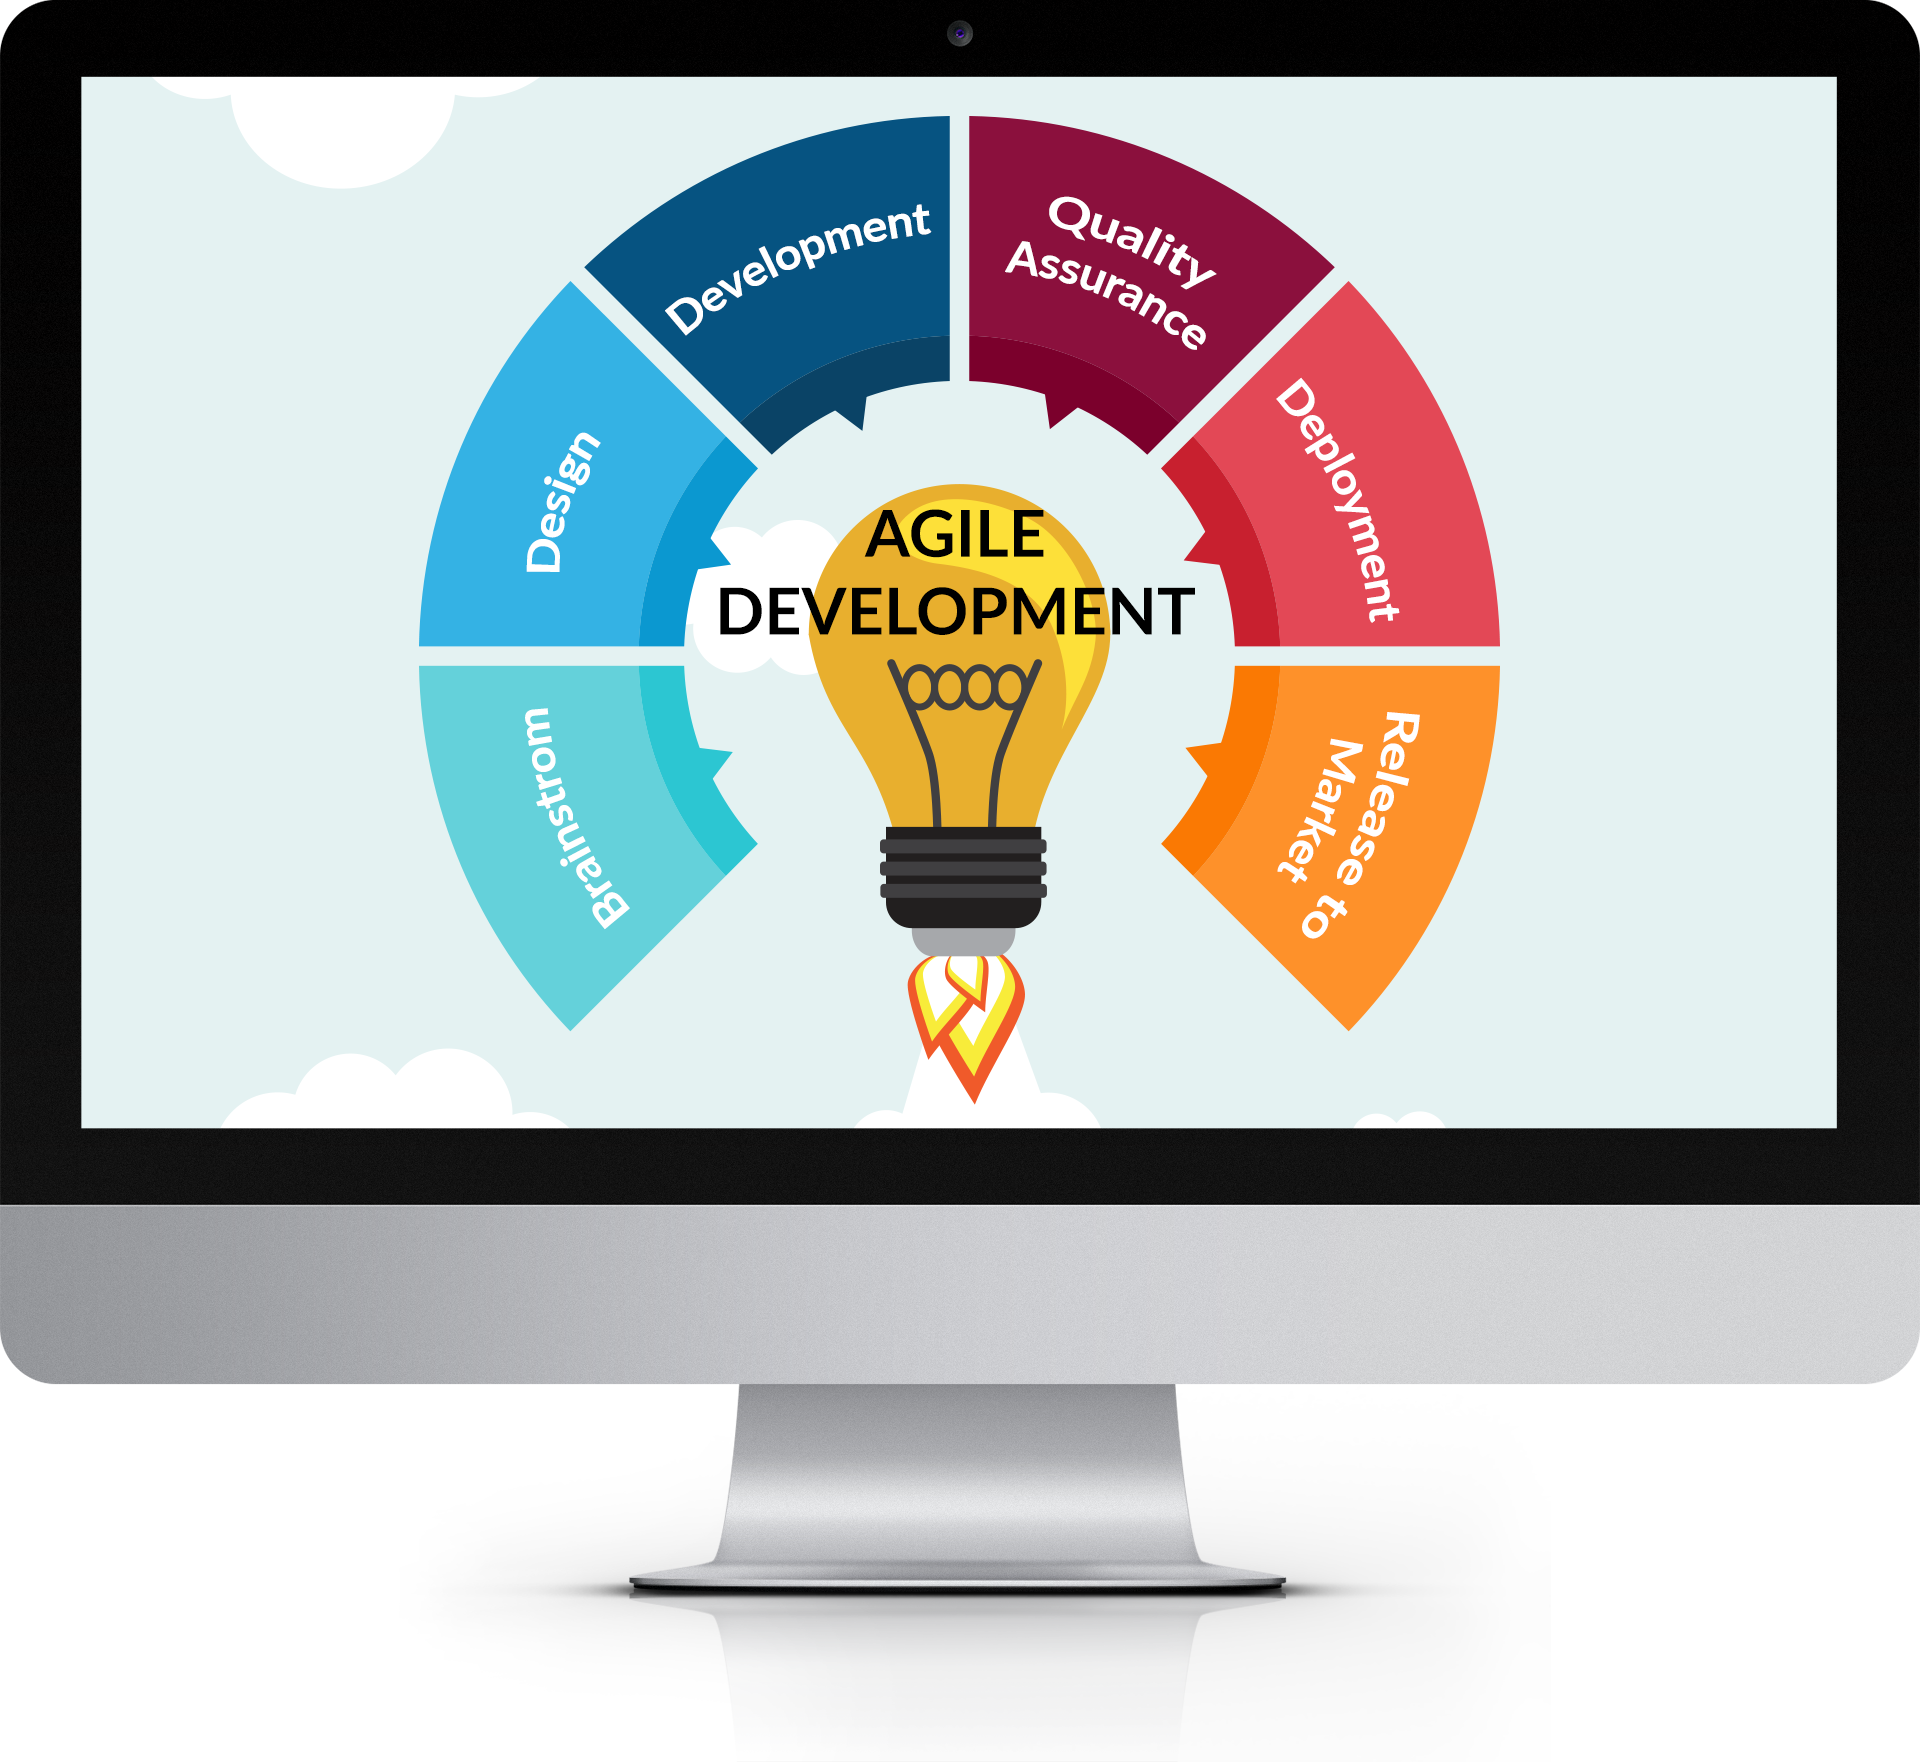 Brainstrom
Design
Development
Quality
Assurance
Deployment
Release to
Market
AGILE
DEVELOPMENT